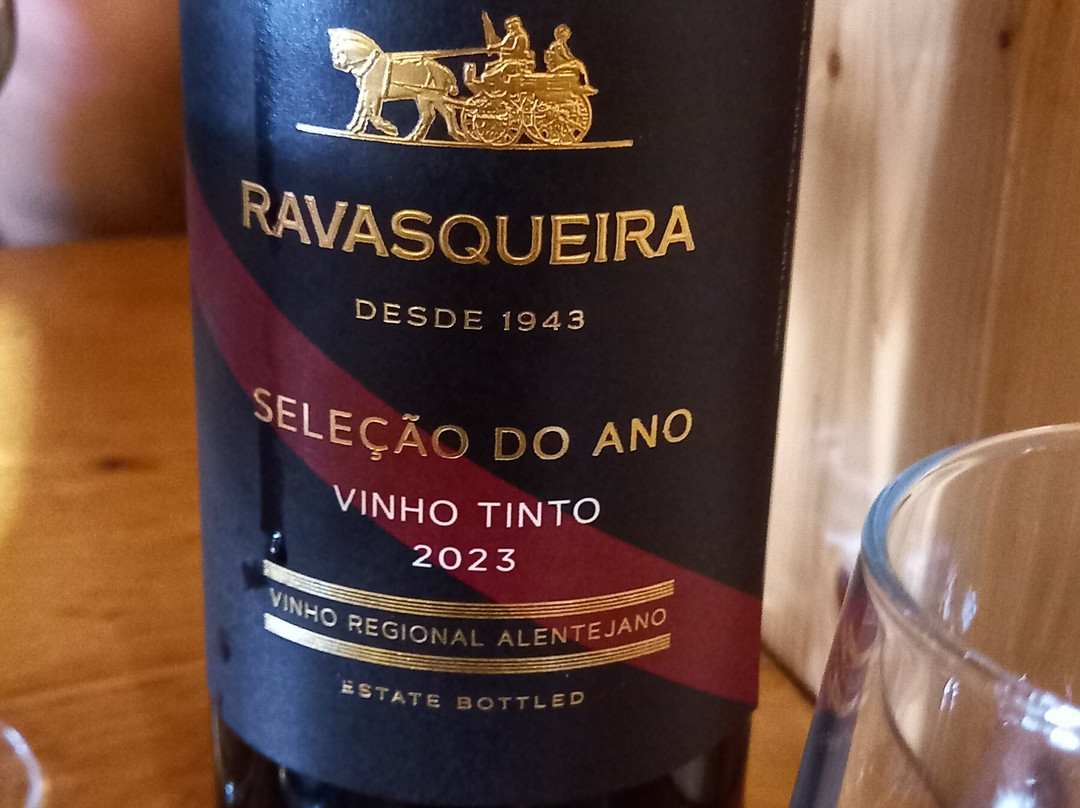 RAVASQUEIRA
DESDE 1943
SELEÇÃO DO ANO
VINHO TINTO
2023
VINHO REGIONAL ALENTEJANO
ESTATE BOTTLED